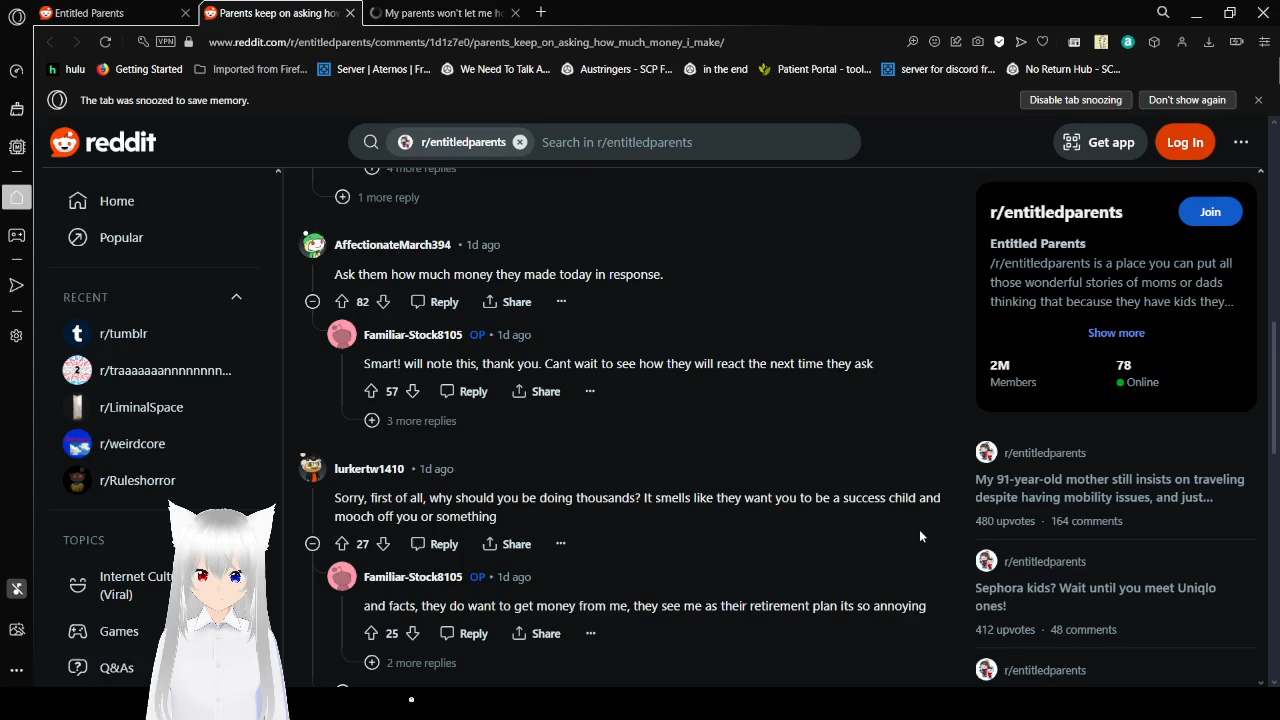 Entitled Parents
Parents keep on asking how
My parents won't let me ho
VPN
www.reddit.com/r/entitledparents/comments/1d1z7e0/parents_keep_on_asking_how_much_money_i_make/
hulu
Getting Started
Imported from Firef...
Server | Aternos | Fr...
We Need To Talk A...
Austringers - SCP F...
in the end
Patient Portal - tool...
server for discord fr...
No Return Hub - SC...
The tab was snoozed to save memory.
Disable tab snoozing
Don't show again
reddit
r/entitledparents
Search in r/entitledparents
Get app
Log In
Home
Popular
RECENT
r/tumblr
r/traaaaaaannnnnnnn...
r/LiminalSpace
r/weirdcore
r/Ruleshorror
TOPICS
Internet Cult
(Viral)
Games
Q&As
4 more replies
1 more reply
AffectionateMarch394 • 1d ago
Ask them how much money they made today in response.
82 Reply Share
Familiar-Stock8105 OP • 1d ago
Smart! will note this, thank you. Cant wait to see how they will react the next time they ask
57 Reply Share
3 more replies
lurkertw1410 • 1d ago
Sorry, first of all, why should you be doing thousands? It smells like they want you to be a success child and
mooch off you or something
27 Reply Share
Familiar-Stock8105 OP • 1d ago
and facts, they do want to get money from me, they see me as their retirement plan its so annoying
25 Reply Share
2 more replies
r/entitledparents
Join
Entitled Parents
/r/entitledparents is a place you can put all
those wonderful stories of moms or dads
thinking that because they have kids they...
Show more
2M 78
Members Online
r/entitledparents
My 91-year-old mother still insists on traveling
despite having mobility issues, and just...
480 upvotes · 164 comments
r/entitledparents
Sephora kids? Wait until you meet Uniqlo
ones!
412 upvotes · 48 comments
r/entitledparents